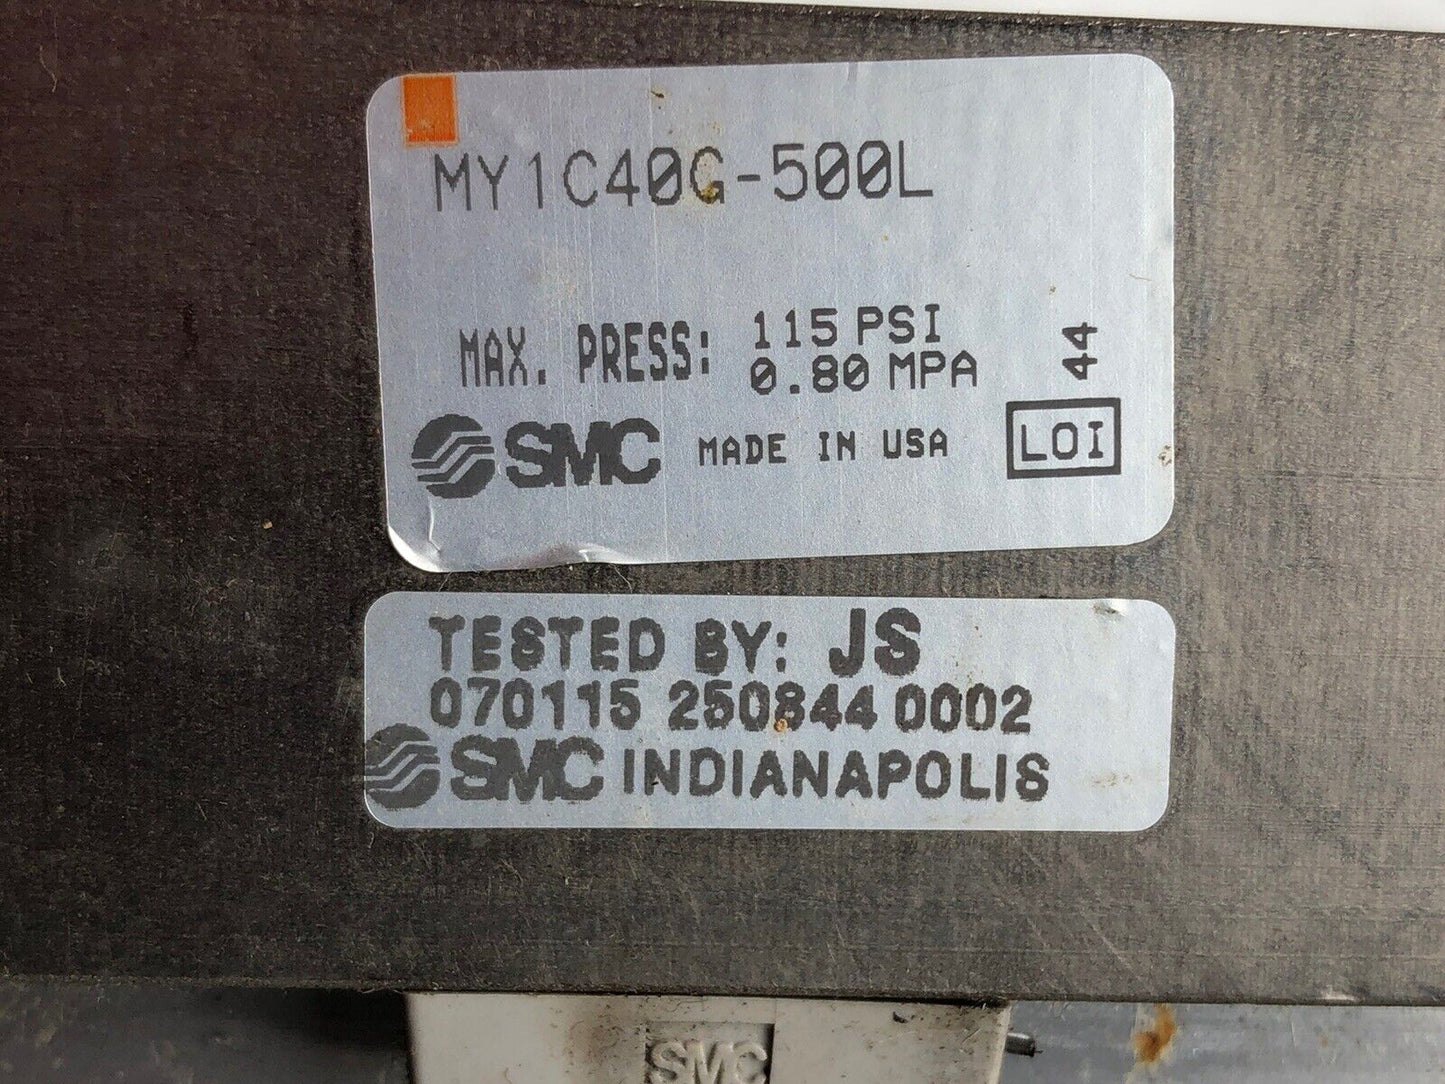 MY1C40G-500L
MAX. PRESS: 115 PSI
0.80 MPA
44
SMC MADE IN USA LOI
TESTED BY: JS
070115 250844 0002
SMC INDIANAPOLIS
SMC